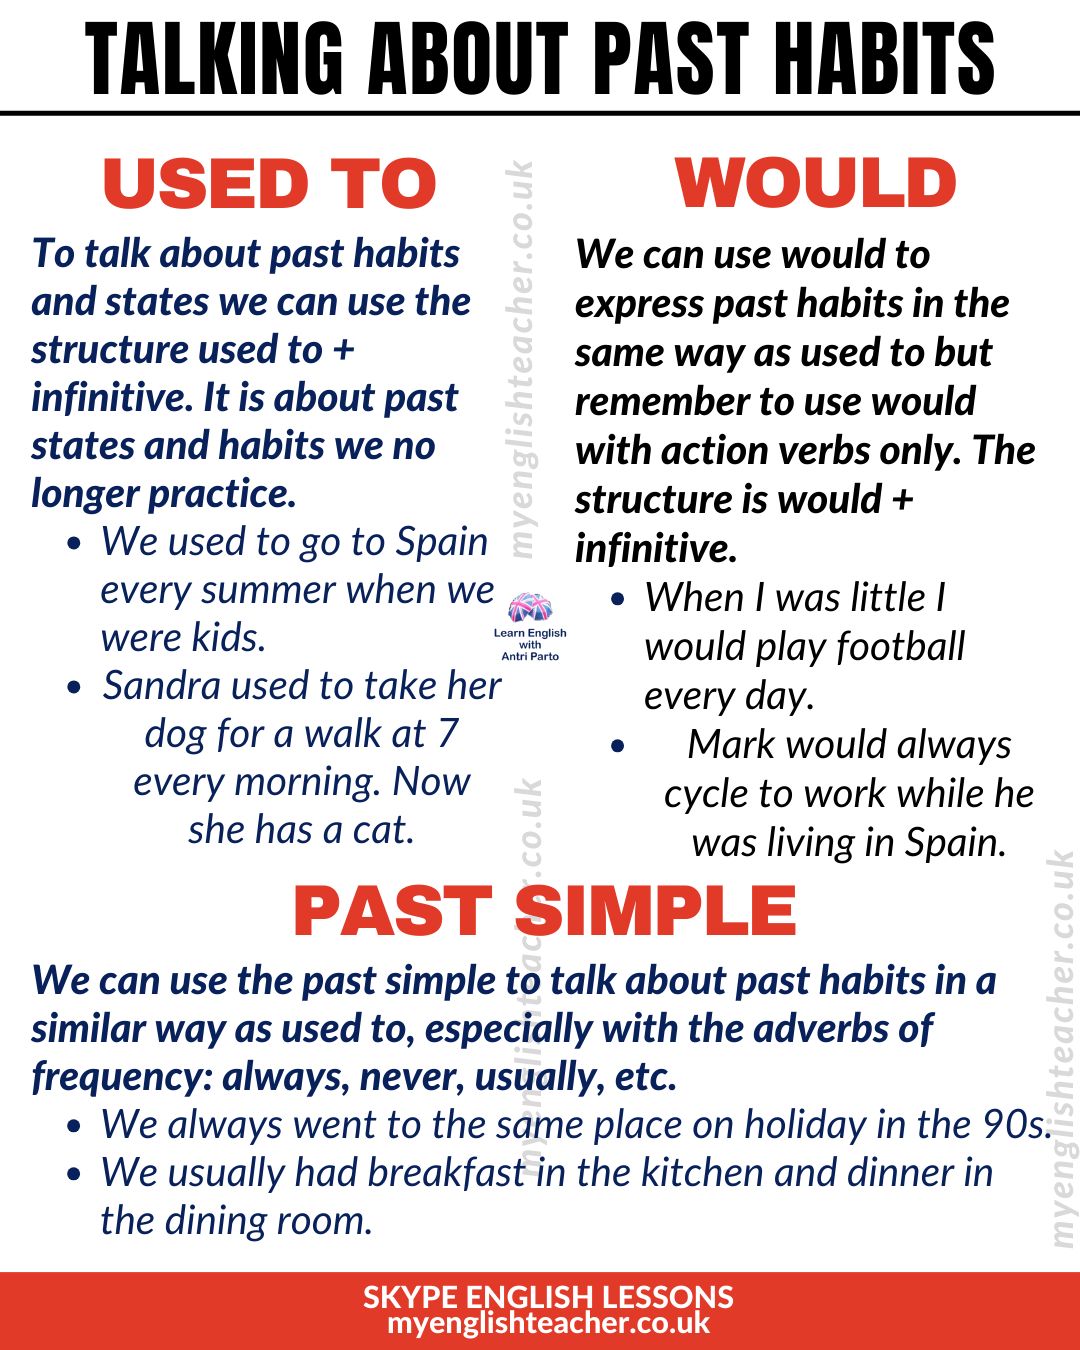 TALKING ABOUT PAST HABITS
USED TO
To talk about past habits
and states we can use the
structure used to +
infinitive. It is about past
states and habits we no
longer practice.
• We used to go to Spain
every summer when we
were kids.
• Sandra used to take her
dog for a walk at 7
every morning. Now
she has a cat.
myenglishteacher.co.uk
Learn English
with
Antri Parto
WOULD
We can use would to
express past habits in the
same way as used to but
remember to use would
with action verbs only. The
structure is would +
infinitive.
• When I was little I
would play football
every day.
• Mark would always
cycle to work while he
was living in Spain.
myenglishteacher.co.uk
myenglishteacher.co.uk
PAST SIMPLE
We can use the past simple to talk about past habits in a
similar way as used to, especially with the adverbs of
frequency: always, never, usually, etc.
• We always went to the same place on holiday in the 90s.
• We usually had breakfast in the kitchen and dinner in
the dining room.
SKYPE ENGLISH LESSONS
myenglishteacher.co.uk